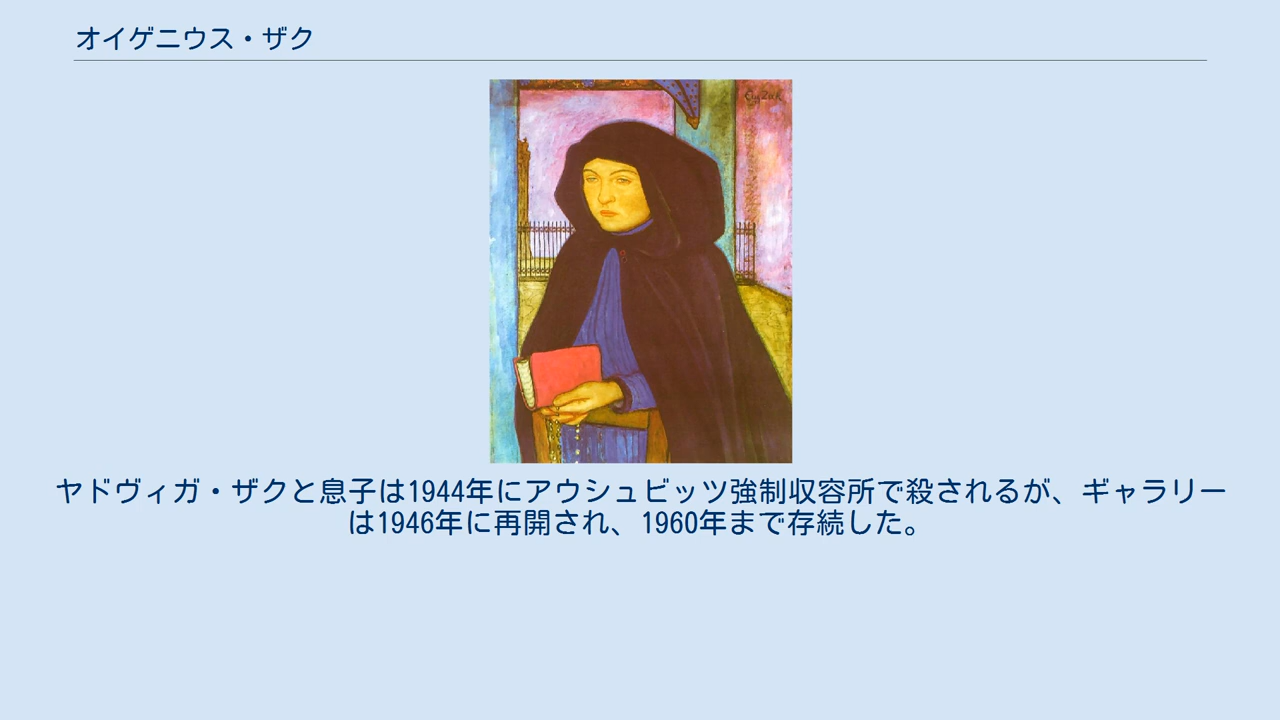 オイゲニウス・ザク
Eug Zak
ヤドヴィガ・ザクと息子は1944年にアウシュビッツ強制収容所で殺されるが、ギャラリー
は1946年に再開され、1960年まで存続した。